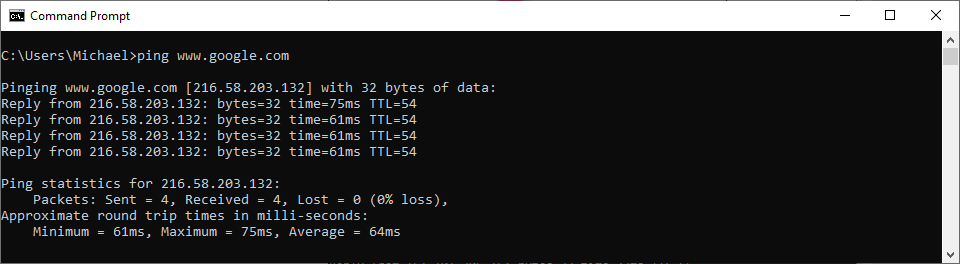 Command Prompt
C:\Users\Michael>ping www.google.com
Pinging www.google.com [216.58.203.132] with 32 bytes of data:
Reply from 216.58.203.132: bytes=32 time=75ms TTL=54
Reply from 216.58.203.132: bytes=32 time=61ms TTL=54
Reply from 216.58.203.132: bytes=32 time=61ms TTL=54
Reply from 216.58.203.132: bytes=32 time=61ms TTL=54
Ping statistics for 216.58.203.132:
    Packets: Sent = 4, Received = 4, Lost = 0 (0% loss),
Approximate round trip times in milli-seconds:
    Minimum = 61ms, Maximum = 75ms, Average = 64ms